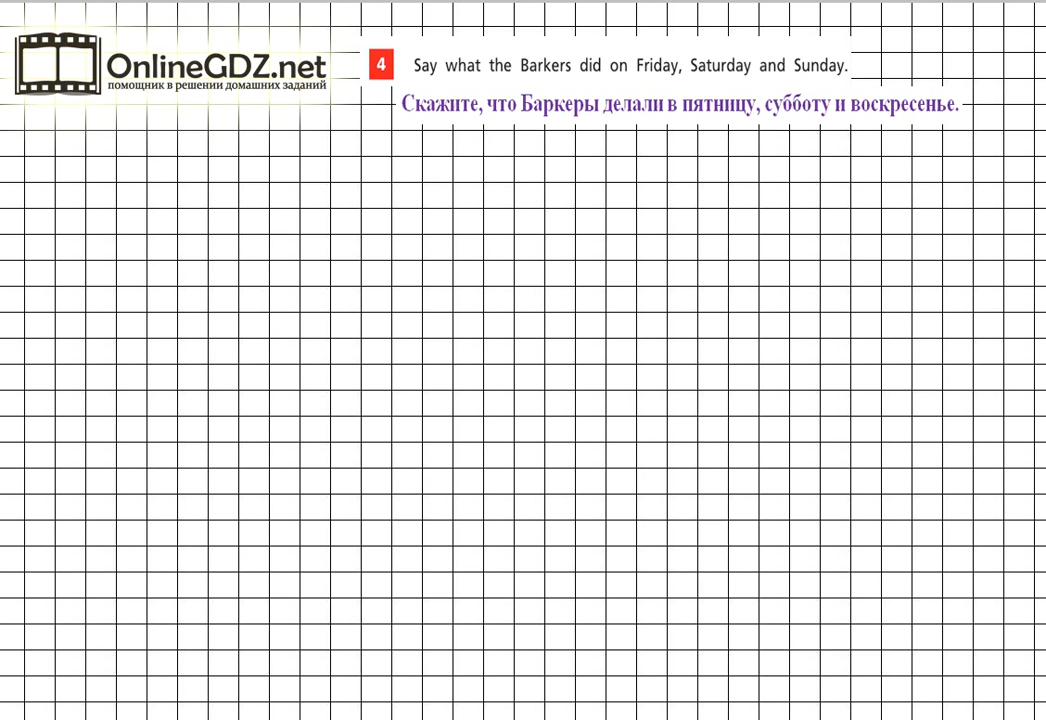 OnlineGDZ.net
помощник в решении домашних заданий
4 Say what the Barkers did on Friday, Saturday and Sunday.
Скажите, что Баркеры делали в пятницу, субботу и воскресенье.